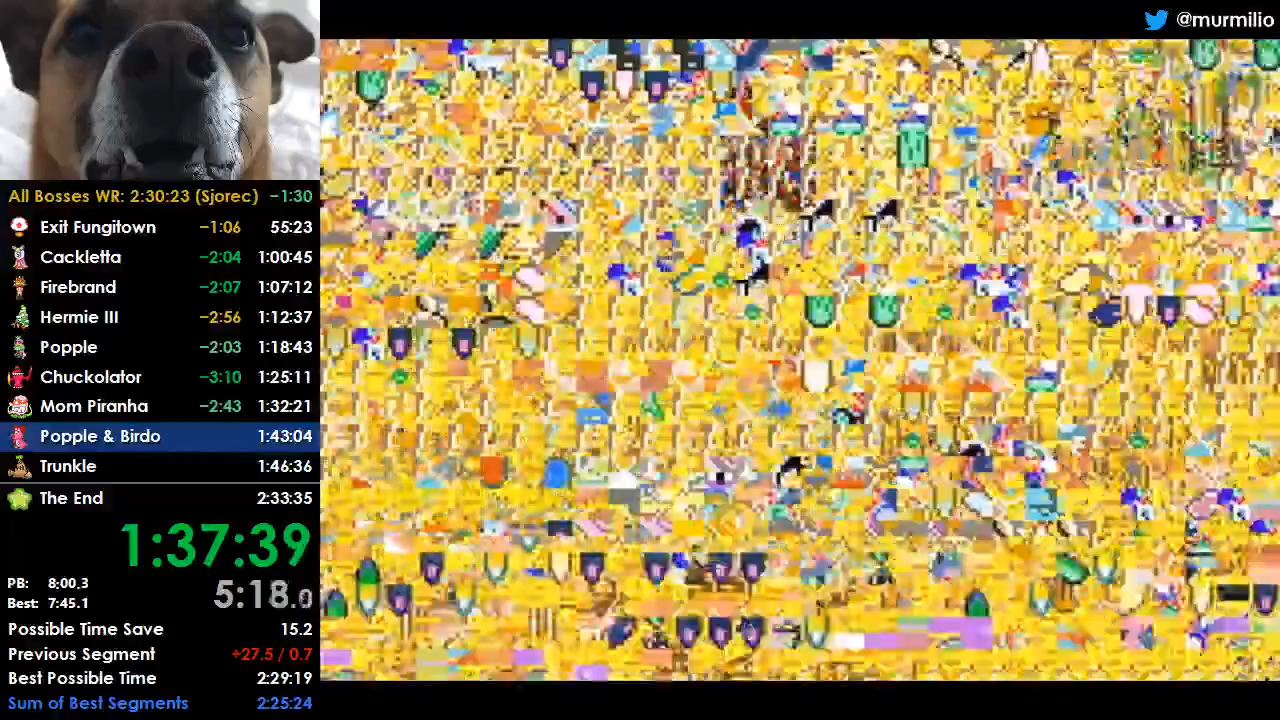 @murmilio
All Bosses WR: 2:30:23 (Sjorec) −1:30
Exit Fungitown −1:06 55:23
Cackletta −2:04 1:00:45
Firebrand −2:07 1:07:12
Hermie III −2:56 1:12:37
Popple −2:03 1:18:43
Chuckolator −3:10 1:25:11
Mom Piranha −2:43 1:32:21
Popple & Birdo 1:43:04
Trunkle 1:46:36
The End 2:33:35
1:37:39
PB: 8:00.3
Best: 7:45.1
5:18.0
Possible Time Save 15.2
Previous Segment +27.5 / 0.7
Best Possible Time 2:29:19
Sum of Best Segments 2:25:24